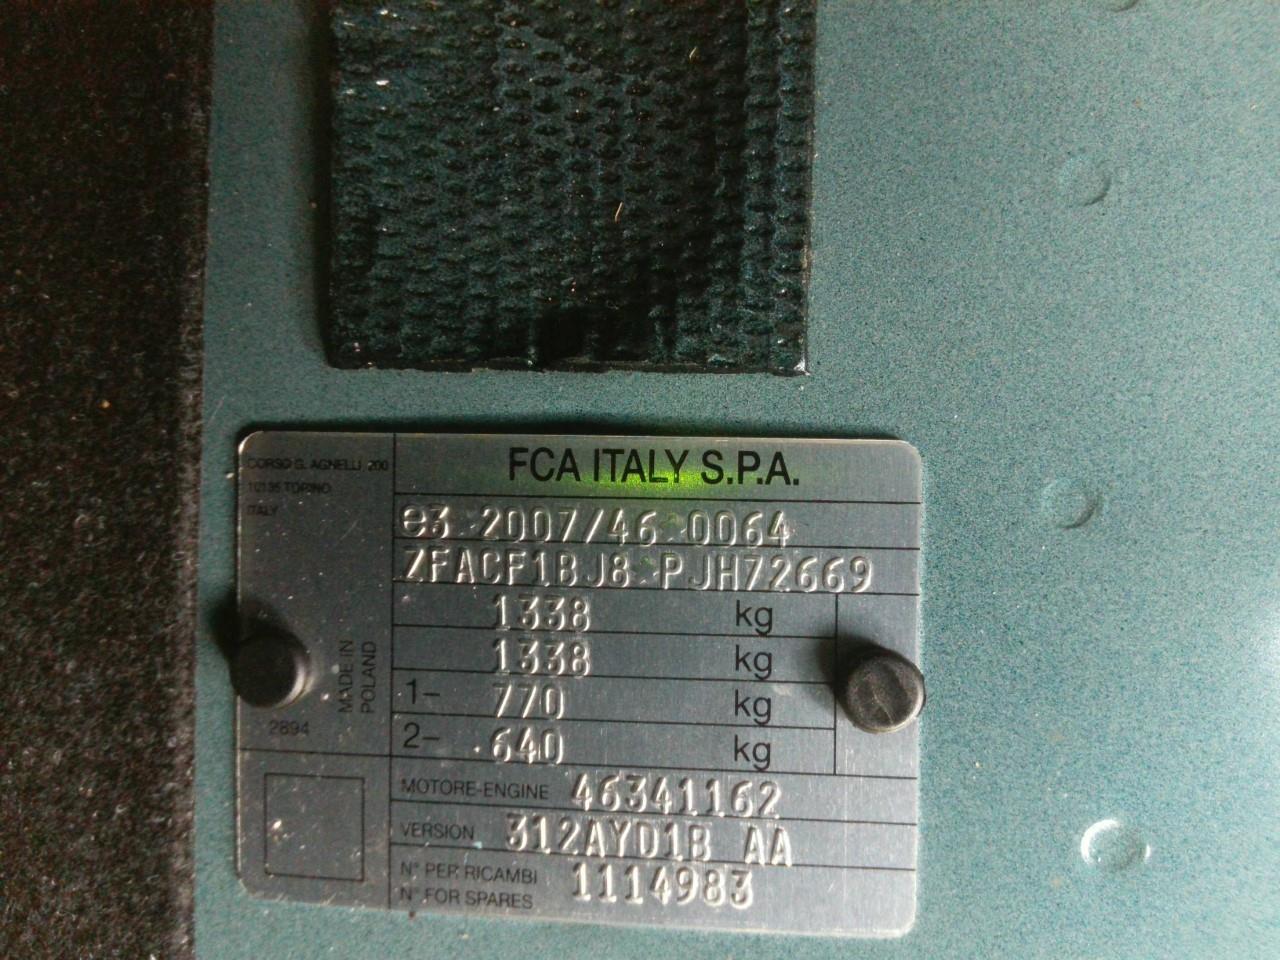 CORSO G. AGNELLI 200
10135 TORINO
ITALY
FCA ITALY S.P.A.
e3 2007/46 0064
ZFACF1BJ8 PJH72669
1338 kg
1338 kg
1- 770 kg
2- 640 kg
MADE IN
POLAND
2894
MOTORE-ENGINE 46341162
VERSION 312AYD1B AA
N° PER RICAMBI
N° FOR SPARES
1114983